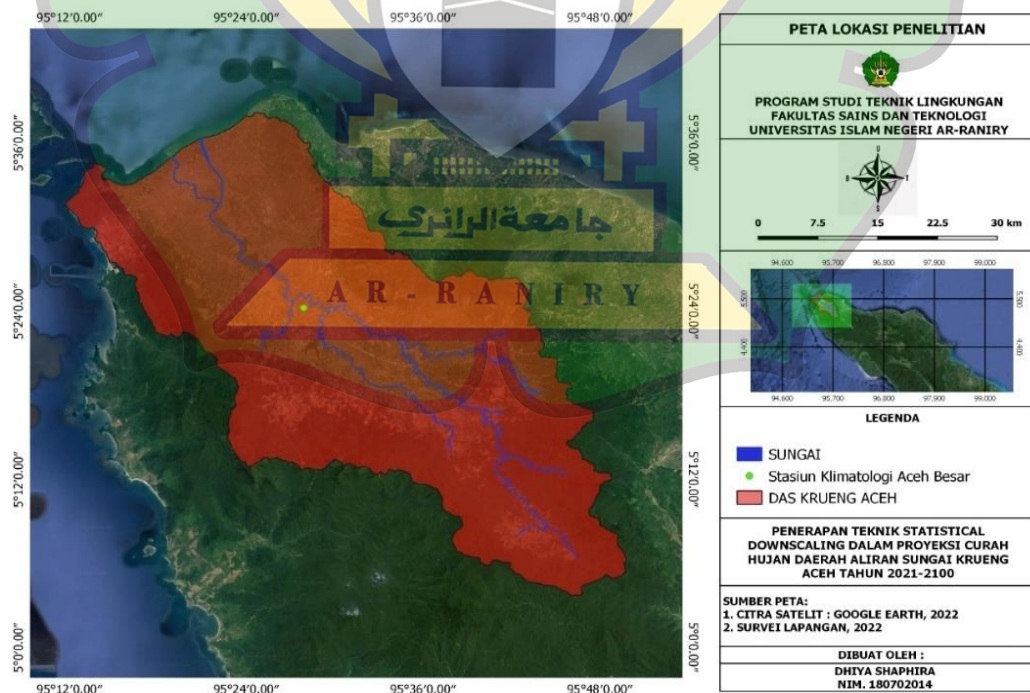 95°12'0.00" 95°24'0.00" 95°36'0.00" 95°48'0.00"
5°36'0.00" 5°24'0.00" 5°12'0.00" 5°0'0.00"
5°36'0.00" 5°24'0.00" 5°12'0.00" 5°0'0.00"
95°12'0.00" 95°24'0.00" 95°36'0.00" 95°48'0.00"
جامعة الرانري
AR - RANIRY
PETA LOKASI PENELITIAN
PROGRAM STUDI TEKNIK LINGKUNGAN
FAKULTAS SAINS DAN TEKNOLOGI
UNIVERSITAS ISLAM NEGERI AR-RANIRY
U
B T
S
0 7.5 15 22.5 30 km
94.600 95.700 96.800 97.900 99.000
5.500 5.500
4.400 4.400
94.600 95.700 96.800 97.900 99.000
LEGENDA
SUNGAI
Stasiun Klimatologi Aceh Besar
DAS KRUENG ACEH
PENERAPAN TEKNIK STATISTICAL
DOWNSCALING DALAM PROYEKSI CURAH
HUJAN DAERAH ALIRAN SUNGAI KRUENG
ACEH TAHUN 2021-2100
SUMBER PETA:
1. CITRA SATELIT : GOOGLE EARTH, 2022
2. SURVEI LAPANGAN, 2022
DIBUAT OLEH :
DHIYA SHAPHIRA
NIM. 180702014